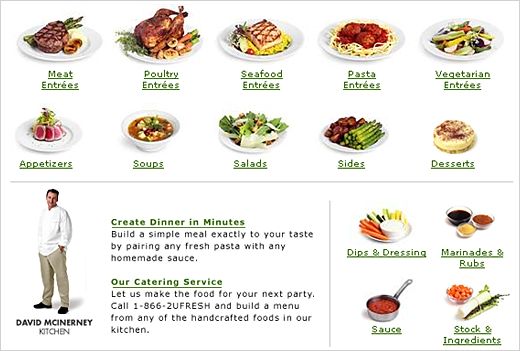 Meat Entrées
Poultry Entrées
Seafood Entrées
Pasta Entrées
Vegetarian Entrées
Appetizers
Soups
Salads
Sides
Desserts
DAVID MCINERNEY
KITCHEN
Create Dinner in Minutes
Build a simple meal exactly to your taste
by pairing any fresh pasta with any
homemade sauce.
Our Catering Service
Let us make the food for your next party.
Call 1-866-2UFRESH and build a menu
from any of the handcrafted foods in our
kitchen.
Dips & Dressing
Marinades & Rubs
Sauce
Stock & Ingredients